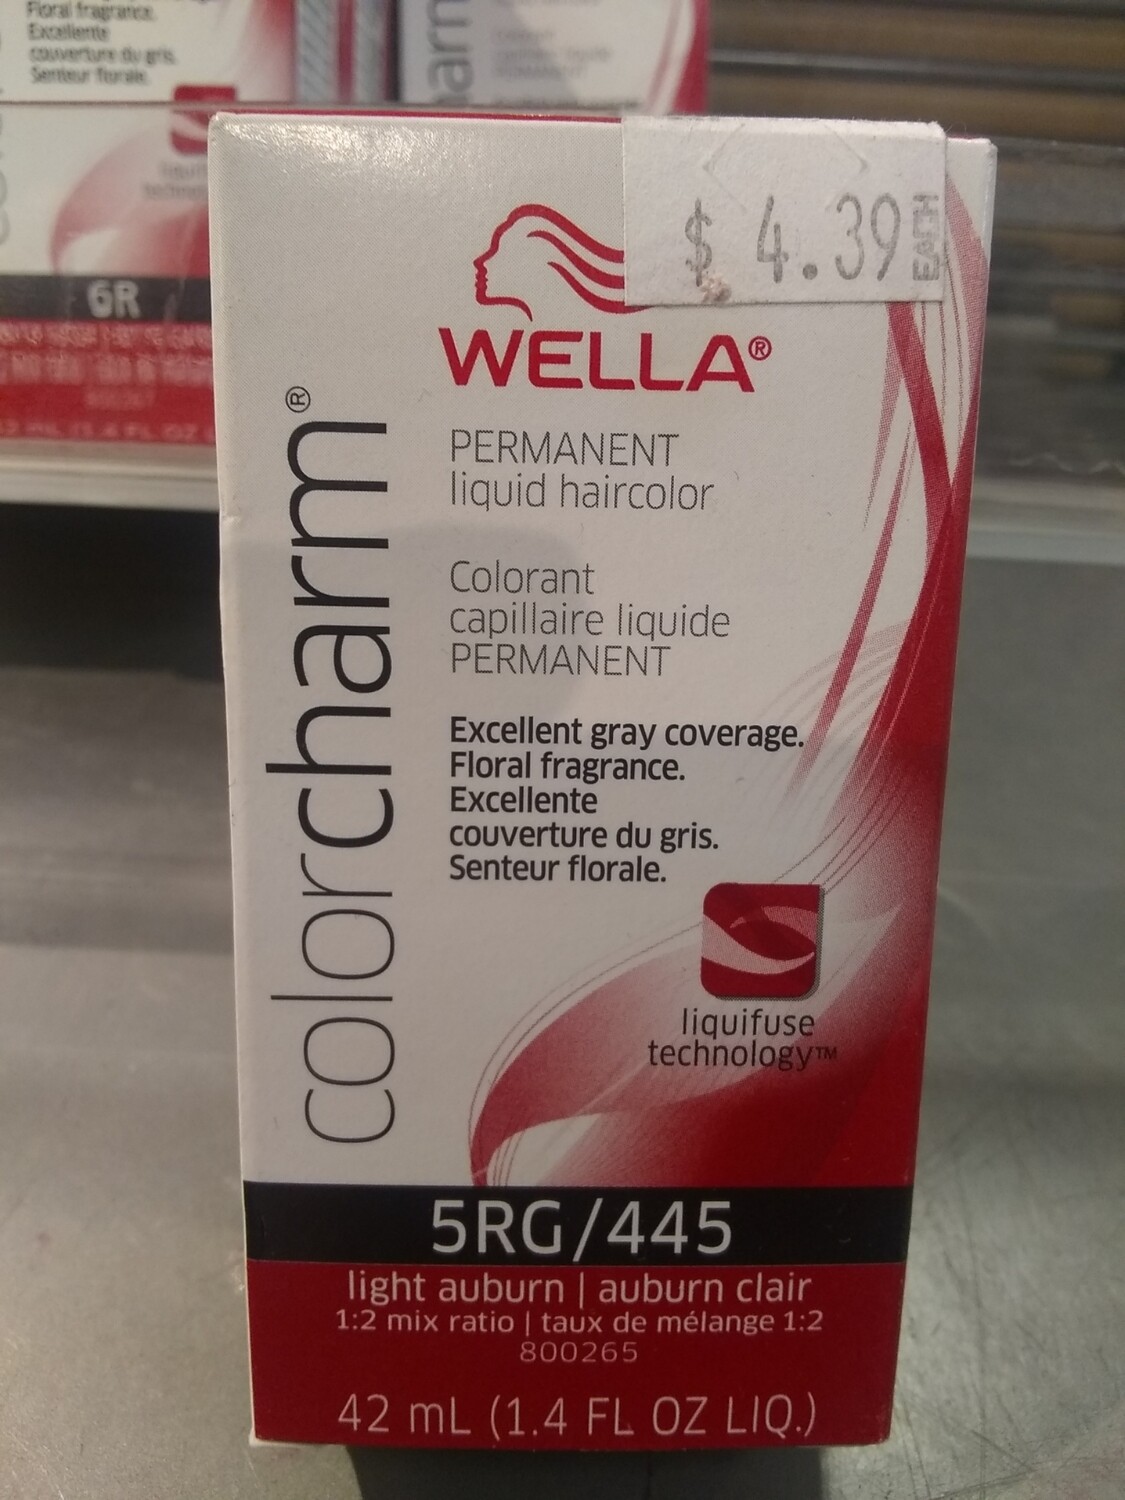 Floral fragrance.
Excellente
couverture du gris.
Senteur florale.
6R
$ 4.39 EACH
WELLA®
colorcharm®
PERMANENT
liquid haircolor
Colorant
capillaire liquide
PERMANENT
Excellent gray coverage.
Floral fragrance.
Excellente
couverture du gris.
Senteur florale.
liquifuse
technology™
5RG/445
light auburn | auburn clair
1:2 mix ratio | taux de mélange 1:2
800265
42 mL (1.4 FL OZ LIQ.)